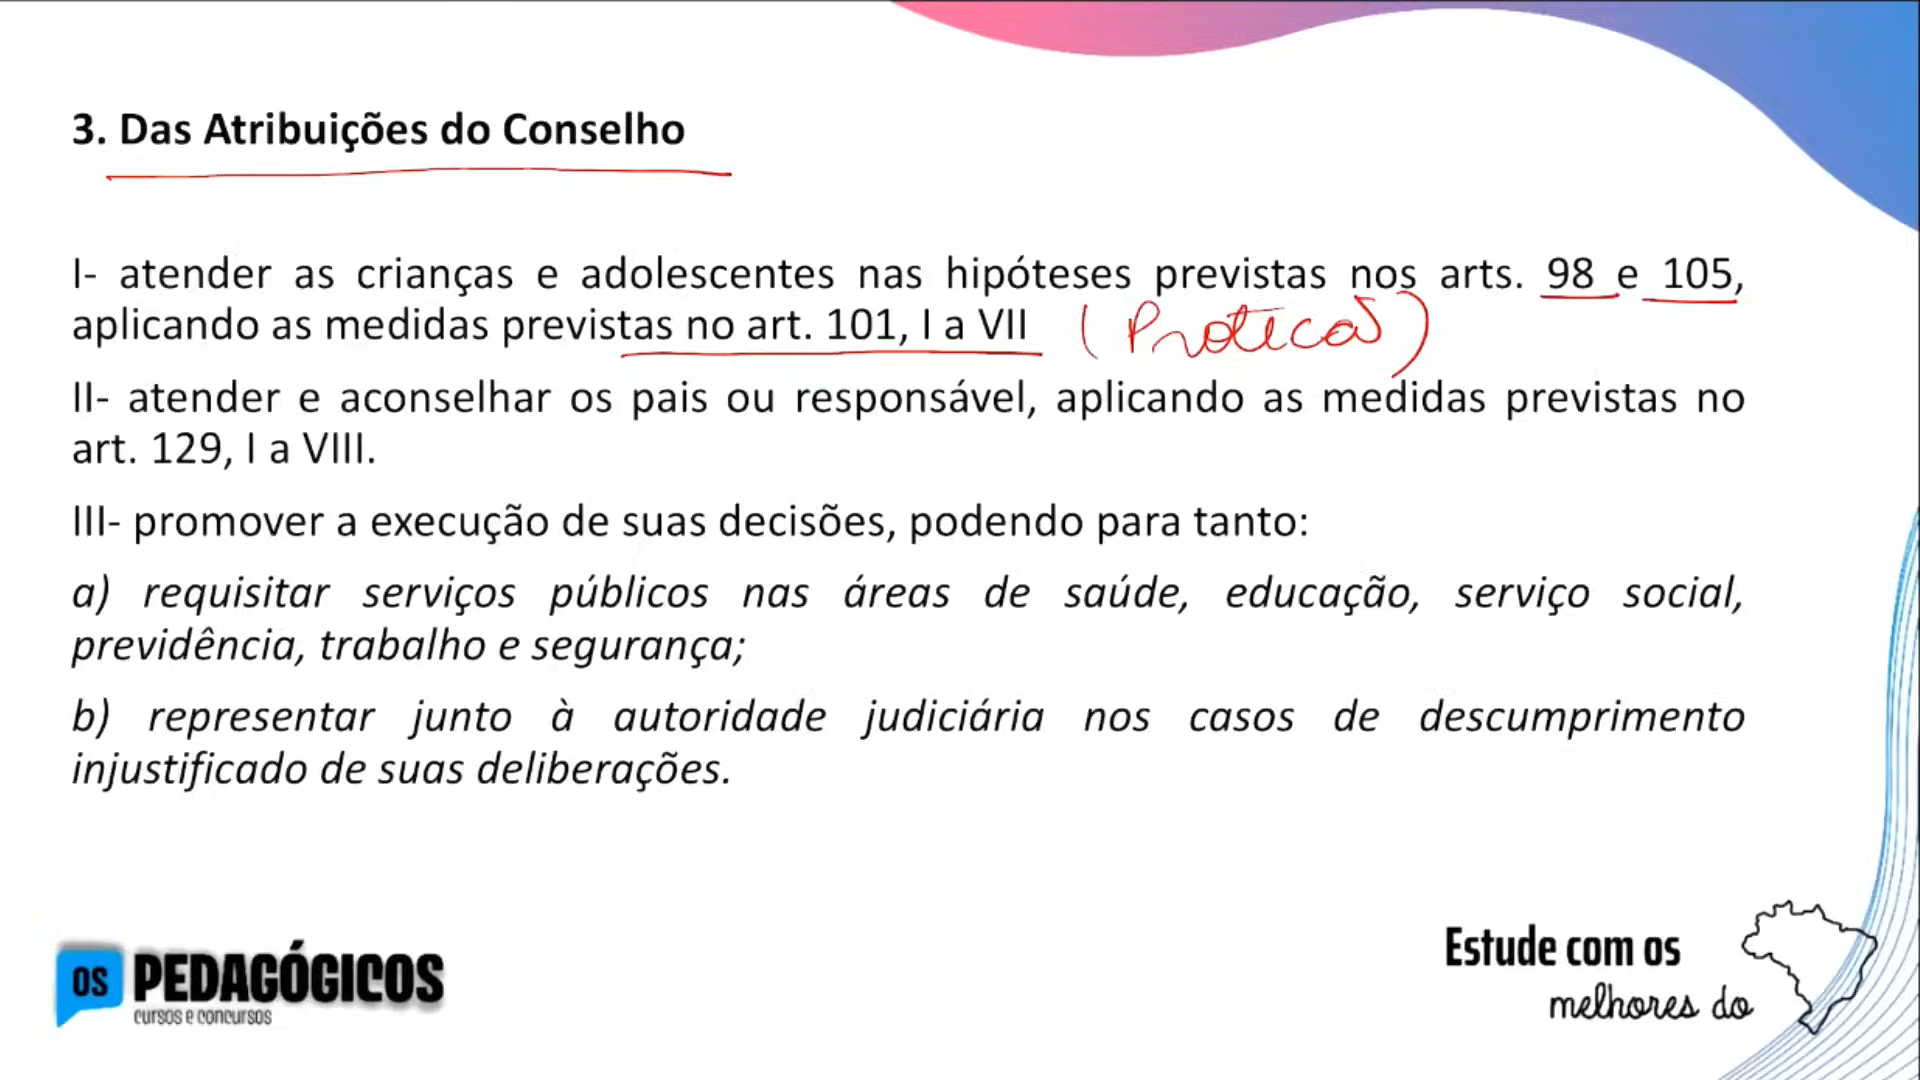 3. Das Atribuições do Conselho
I- atender as crianças e adolescentes nas hipóteses previstas nos arts. 98 e 105,
aplicando as medidas previstas no art. 101, I a VII
II- atender e aconselhar os pais ou responsável, aplicando as medidas previstas no
art. 129, I a VIII.
III- promover a execução de suas decisões, podendo para tanto:
a) requisitar serviços públicos nas áreas de saúde, educação, serviço social,
previdência, trabalho e segurança;
b) representar junto à autoridade judiciária nos casos de descumprimento
injustificado de suas deliberações.
OS PEDAGÓGICOS
cursos e concursos
Estude com os
melhores do